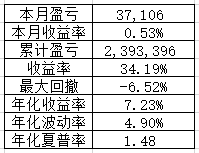 本月盈亏 37,106
本月收益率 0.53%
累计盈亏 2,393,396
收益率 34.19%
最大回撤 -6.52%
年化收益率 7.23%
年化波动率 4.90%
年化夏普率 1.48